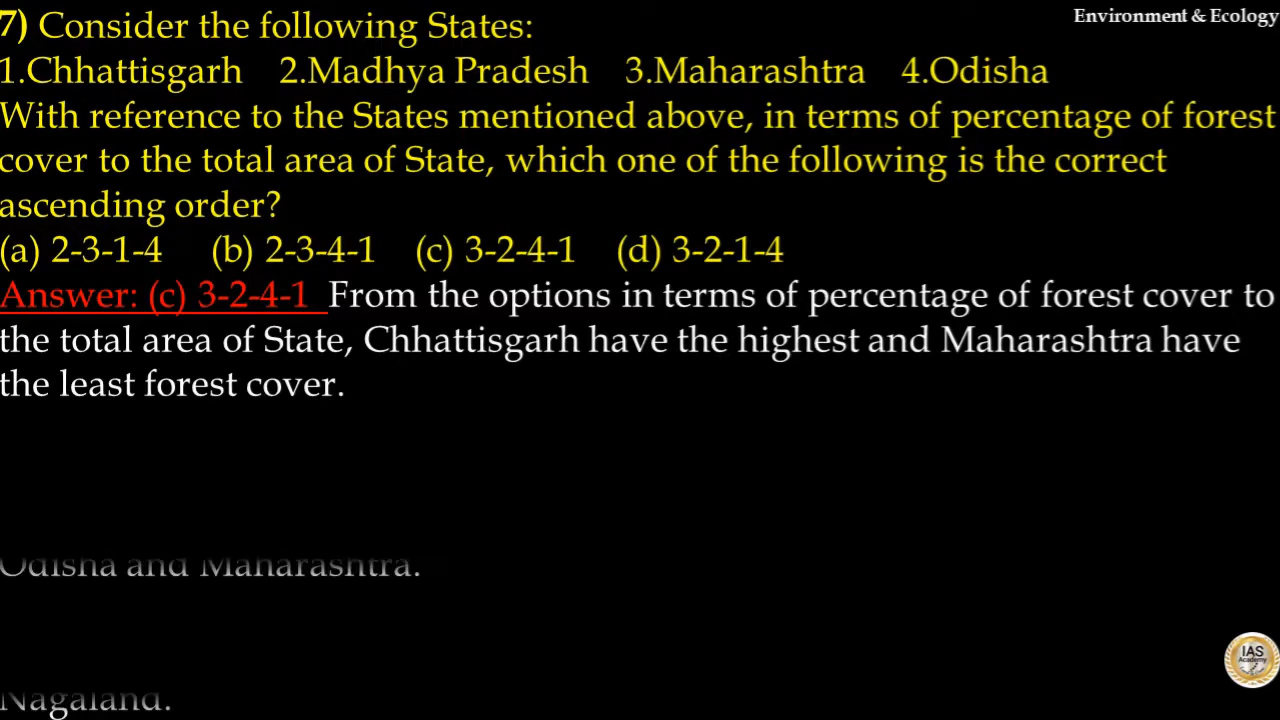 Environment & Ecology
7) Consider the following States:
1.Chhattisgarh 2.Madhya Pradesh 3.Maharashtra 4.Odisha
With reference to the States mentioned above, in terms of percentage of forest
cover to the total area of State, which one of the following is the correct
ascending order?
(a) 2-3-1-4 (b) 2-3-4-1 (c) 3-2-4-1 (d) 3-2-1-4
Answer: (c) 3-2-4-1 From the options in terms of percentage of forest cover to
the total area of State, Chhattisgarh have the highest and Maharashtra have
the least forest cover.
Odisha and Maharashtra.
IAS
Academy
Nagaland.